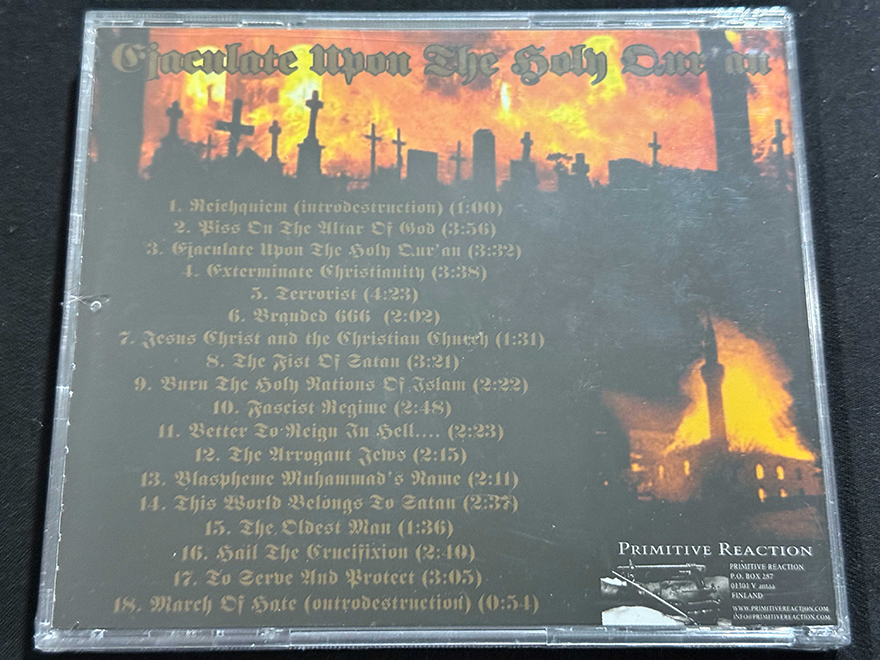 Ejaculate Upon The Holy Qur'an
1. Reichquiem (introdestruction) (1:00)
2. Piss On The Altar Of God (3:56)
3. Ejaculate Upon The Holy Qur'an (3:32)
4. Exterminate Christianity (3:38)
5. Terrorist (4:23)
6. Branded 666 (2:02)
7. Jesus Christ and the Christian Church (1:31)
8. The Fist Of Satan (3:21)
9. Burn The Holy Nations Of Islam (2:22)
10. Fascist Regime (2:48)
11. Better To Reign In Hell.... (2:23)
12. The Arrogant Jews (2:15)
13. Blaspheme Muhammad's Name (2:11)
14. This World Belongs To Satan (2:37)
15. The Oldest Man (1:36)
16. Hail The Crucifixion (2:40)
17. To Serve And Protect (3:05)
18. March Of Hate (outrodestruction) (0:54)
PRIMITIVE REACTION
PRIMITIVE REACTION
P.O. BOX 287
01301 Vantaa
FINLAND
WWW.PRIMITIVEREACTION.COM
INFO@PRIMITIVEREACTION.COM